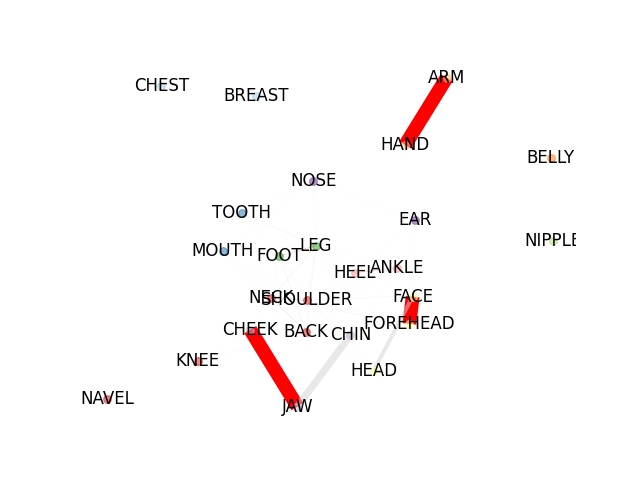 ARM
CHEST
BREAST
HAND
BELLY
NOSE
TOOTH
EAR
NIPPLE
LEG
MOUTH
FOOT
HEEL
ANKLE
NECK
SHOULDER
FACE
FOREHEAD
CHEEK
BACK
CHIN
KNEE
HEAD
NAVEL
JAW